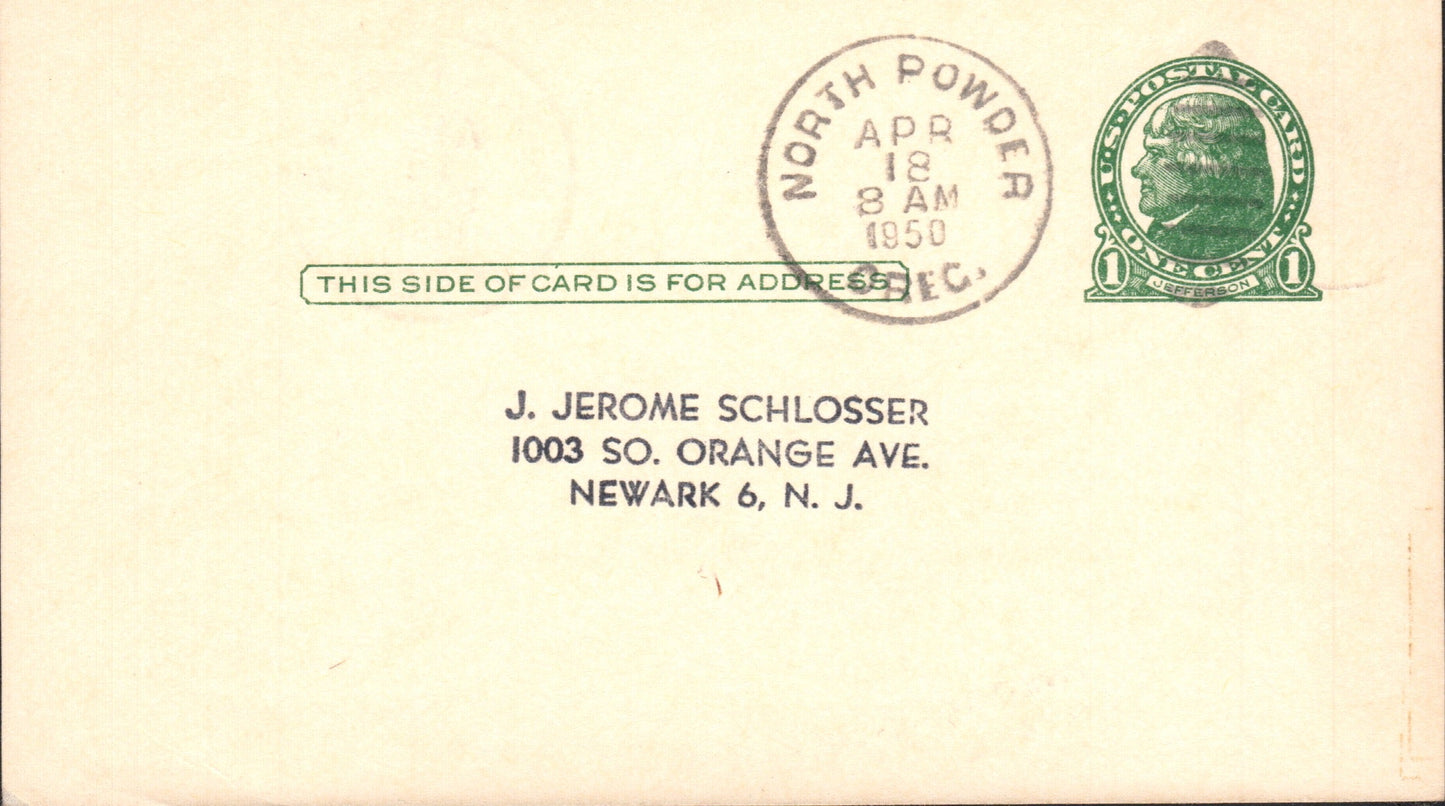 NORTH POWDER
APR
18
8 AM
1950
OREG.
U.S. POSTAL CARD
ONE CENT
1 JEFFERSON 1
THIS SIDE OF CARD IS FOR ADDRESS
J. JEROME SCHLOSSER
1003 SO. ORANGE AVE.
NEWARK 6, N. J.